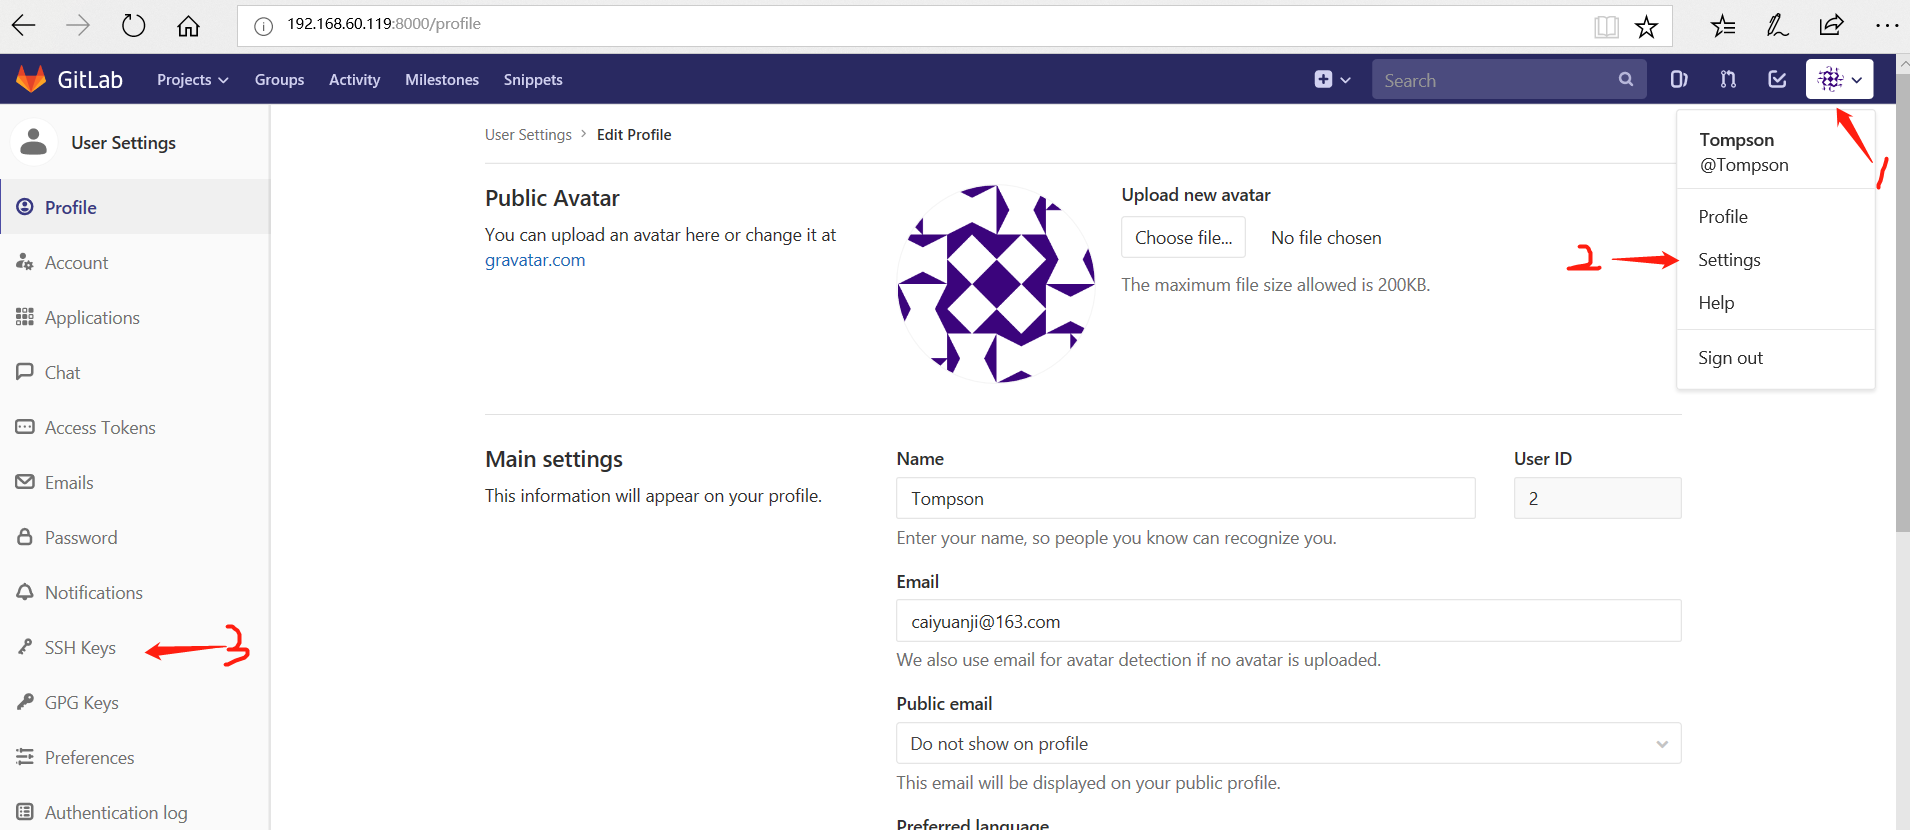 192.168.60.119:8000/profile
GitLab Projects Groups Activity Milestones Snippets Search
User Settings
Profile
Account
Applications
Chat
Access Tokens
Emails
Password
Notifications
SSH Keys
3
GPG Keys
Preferences
Authentication log
User Settings > Edit Profile
Public Avatar
You can upload an avatar here or change it at
gravatar.com
Upload new avatar
Choose file... No file chosen
The maximum file size allowed is 200KB.
Main settings
This information will appear on your profile.
Name
Tompson
Enter your name, so people you know can recognize you.
User ID
2
Email
caiyuanji@163.com
We also use email for avatar detection if no avatar is uploaded.
Public email
Do not show on profile
This email will be displayed on your public profile.
Preferred language
Tompson
@Tompson
1
Profile
2
Settings
Help
Sign out